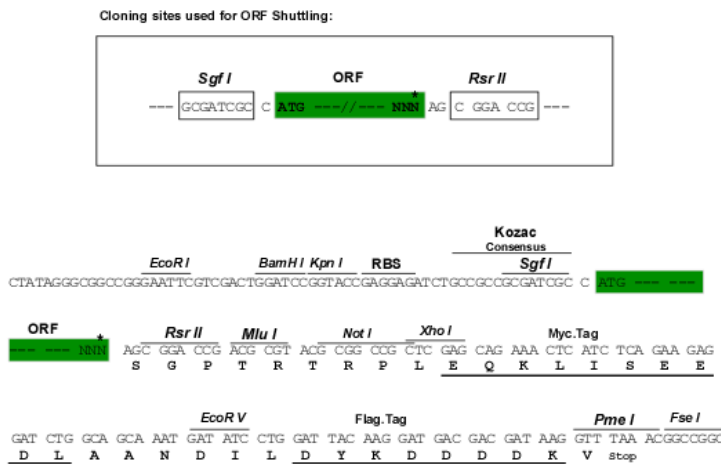 Cloning sites used for ORF Shuttling:
Sgf I ORF Rsr II
--- GCGATCGC C ATG ---//--- NNN AG C GGA CCG ---
*
Kozac
Consensus
EcoR I BamH I Kpn I RBS Sgf I
CTATAGGGCGGCCGGGAATTCGTCGACTGGATCCGGTACCGAGGAGATCTGCCGCCGCGATCGC C ATG --- ---
ORF * Rsr II Mlu I Not I Xho I Myc.Tag
--- --- NNN AGC GGA CCG ACG CGT ACG CGG CCG CTC GAG CAG AAA CTC ATC TCA GAA GAG
S G P T R T R P L E Q K L I S E E
EcoR V Flag.Tag Pme I Fse I
GAT CTG GCA GCA AAT GAT ATC CTG GAT TAC AAG GAT GAC GAC GAT AAG GTT TAA ACGGCCGGC
D L A A N D I L D Y K D D D D K V Stop